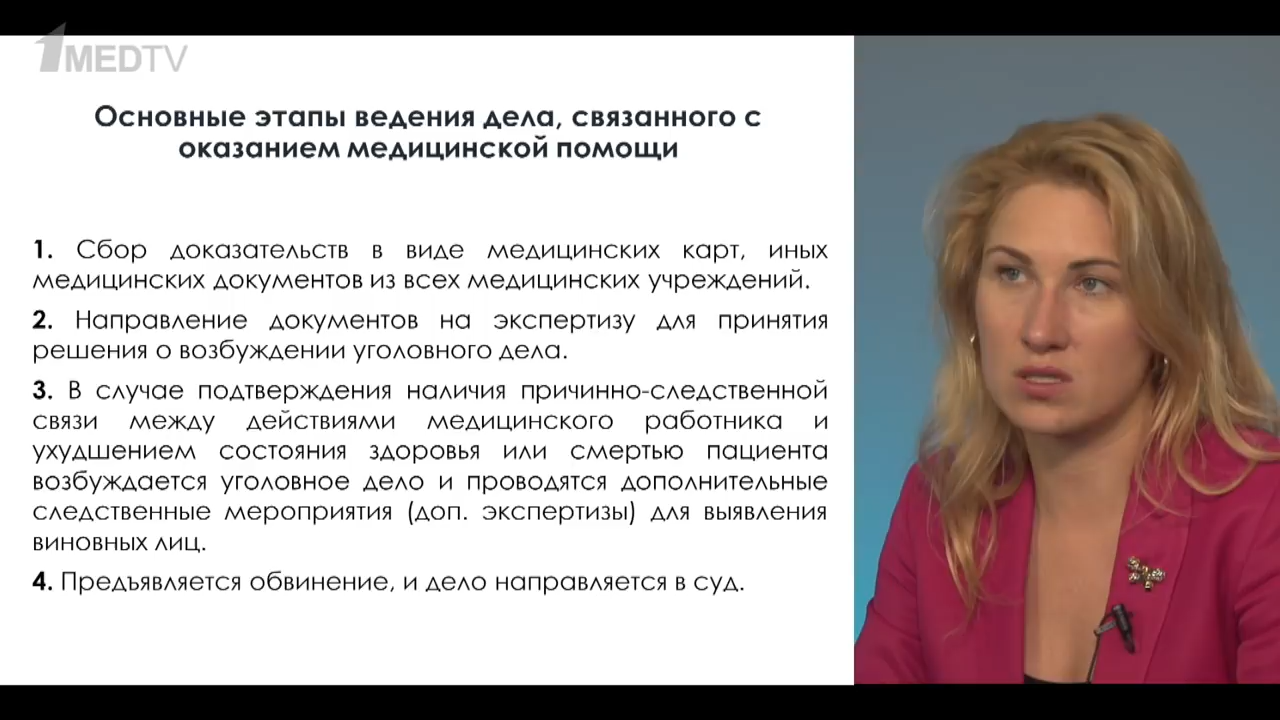 1MEDTV
Основные этапы ведения дела, связанного с
оказанием медицинской помощи
1. Сбор доказательств в виде медицинских карт, иных
медицинских документов из всех медицинских учреждений.
2. Направление документов на экспертизу для принятия
решения о возбуждении уголовного дела.
3. В случае подтверждения наличия причинно-следственной
связи между действиями медицинского работника и
ухудшением состояния здоровья или смертью пациента
возбуждается уголовное дело и проводятся дополнительные
следственные мероприятия (доп. экспертизы) для выявления
виновных лиц.
4. Предъявляется обвинение, и дело направляется в суд.